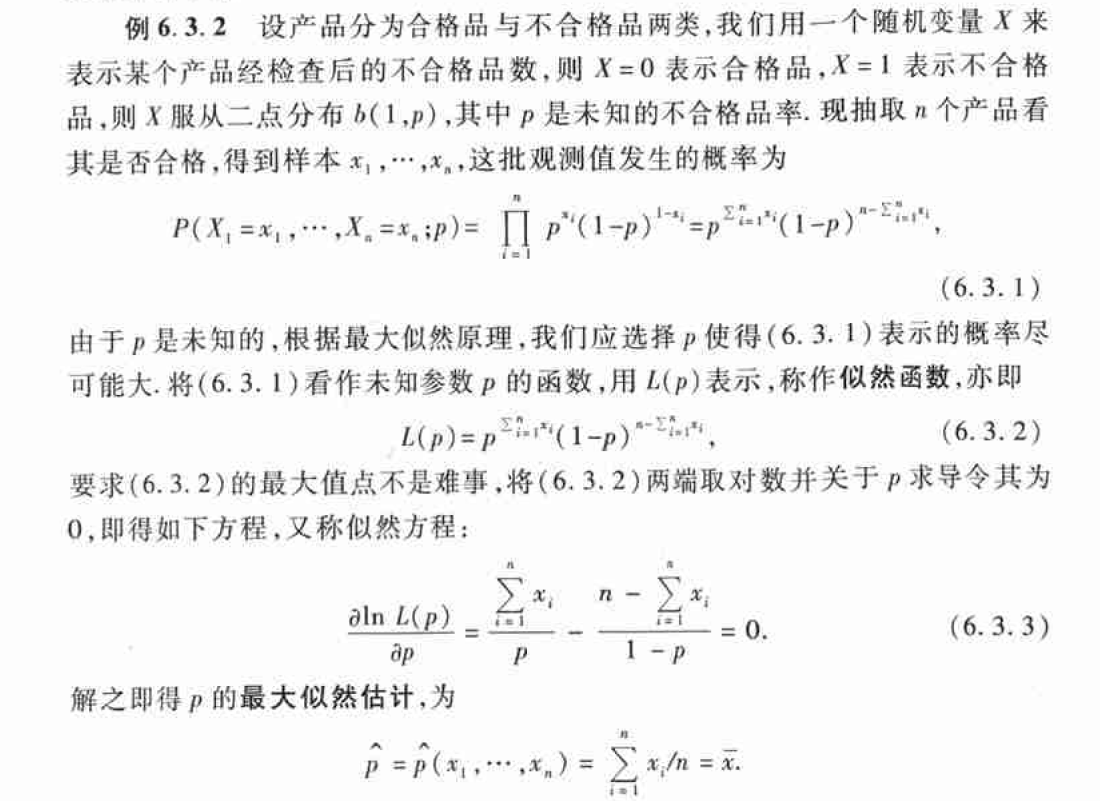 例 6.3.2 设产品分为合格品与不合格品两类,我们用一个随机变量 X 来
表示某个产品经检查后的不合格品数,则 X=0 表示合格品,X=1 表示不合格
品,则 X 服从二点分布 b(1,p),其中 p 是未知的不合格品率. 现抽取 n 个产品看
其是否合格,得到样本 x_1,⋯,x_n,这批观测值发生的概率为
P(X_1=x_1,⋯,X_n=x_n;p)=∏_{i=1}^{n} p^{x_i}(1-p)^{1-x_i}=p^{∑_{i=1}^{n}x_i}(1-p)^{n-∑_{i=1}^{n}x_i},
(6.3.1)
由于 p 是未知的,根据最大似然原理,我们应选择 p 使得(6.3.1)表示的概率尽
可能大. 将(6.3.1)看作未知参数 p 的函数,用 L(p)表示,称作似然函数,亦即
L(p)=p^{∑_{i=1}^{n}x_i}(1-p)^{n-∑_{i=1}^{n}x_i}, (6.3.2)
要求(6.3.2)的最大值点不是难事,将(6.3.2)两端取对数并关于 p 求导令其为
0,即得如下方程,又称似然方程:
\frac{∂ln L(p)}{∂p}=\frac{∑_{i=1}^{n}x_i}{p}-\frac{n-∑_{i=1}^{n}x_i}{1-p}=0. (6.3.3)
解之即得 p 的最大似然估计,为
\hat{p}=\hat{p}(x_1,⋯,x_n)=∑_{i=1}^{n}x_i/n=\bar{x}.